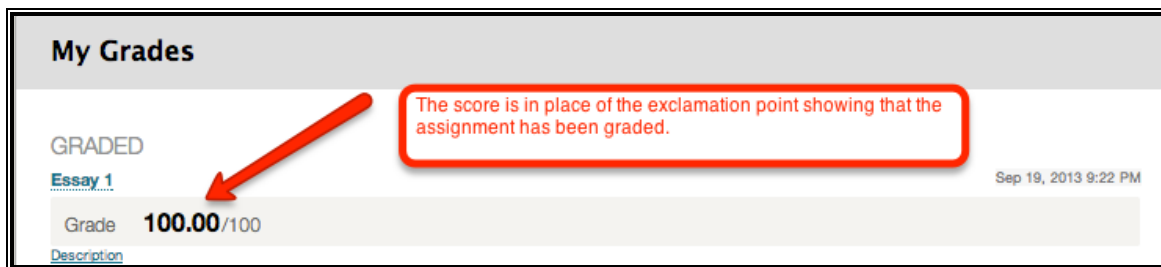 My Grades
The score is in place of the exclamation point showing that the
assignment has been graded.
GRADED
Essay 1
Sep 19, 2013 9:22 PM
Grade 100.00/100
Description